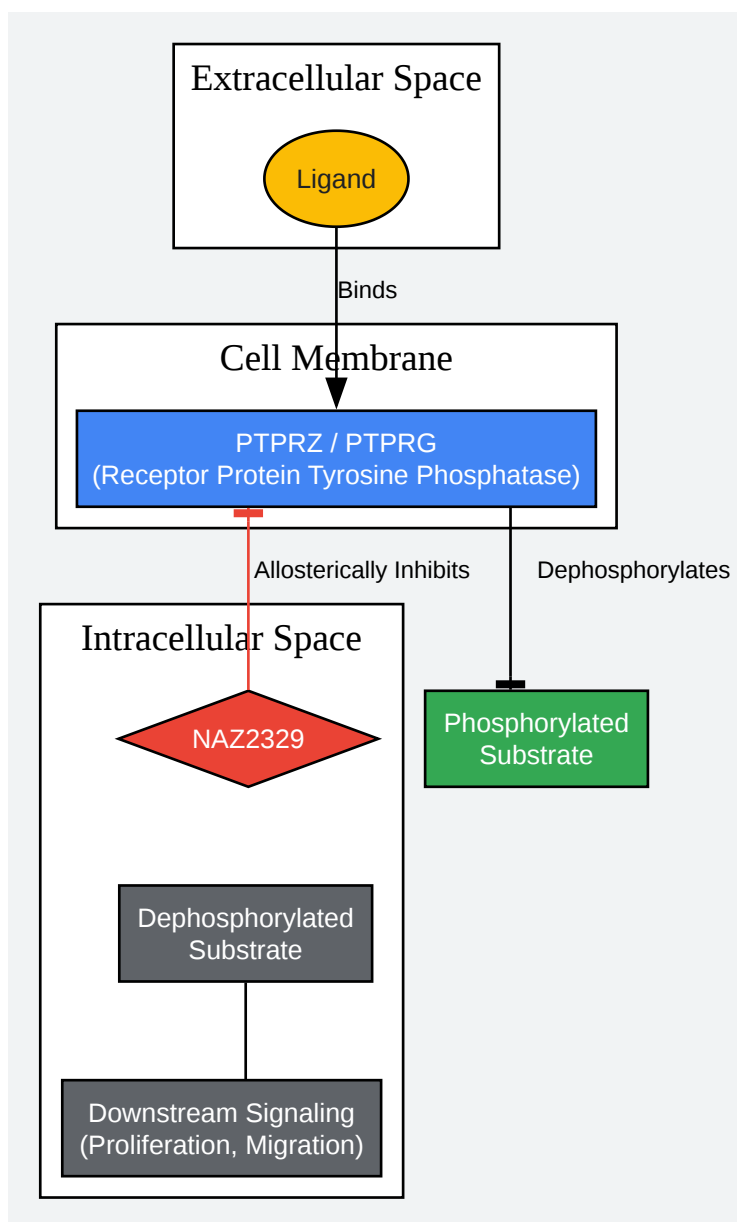 Extracellular Space
Ligand
Binds
Cell Membrane
PTPRZ / PTPRG
(Receptor Protein Tyrosine Phosphatase)
Allosterically Inhibits
Dephosphorylates
Intracellular Space
NAZ2329
Phosphorylated
Substrate
Dephosphorylated
Substrate
Downstream Signaling
(Proliferation, Migration)